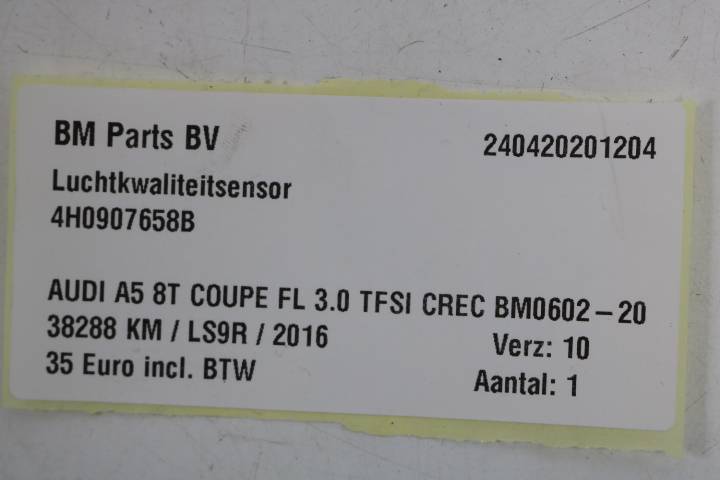 BM Parts BV 240420201204
Luchtkwaliteitsensor
4H0907658B
AUDI A5 8T COUPE FL 3.0 TFSI CREC BM0602-20
38288 KM / LS9R / 2016 Verz: 10
35 Euro incl. BTW Aantal: 1